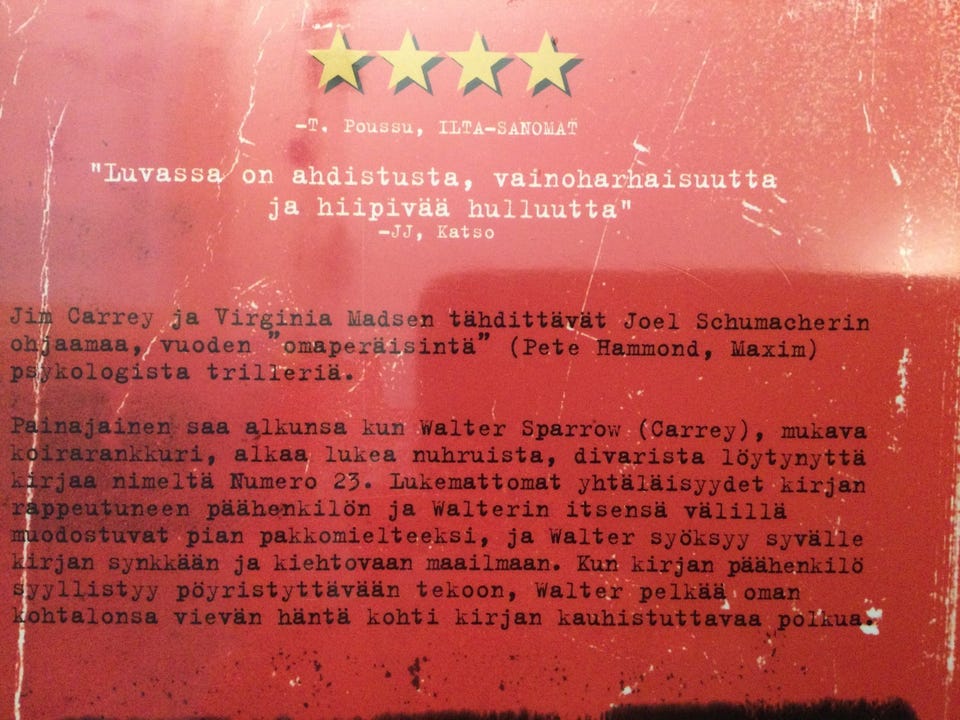 -T. Poussu, ILTA-SANOMAT
"Luvassa on ahdistusta, vainoharhaisuutta
ja hiipivää hulluutta"
-JJ, Katso
Jim Carrey ja Virginia Madsen tähdittävät Joel Schumacherin
ohjaamaa, vuoden "omaperäisintä" (Pete Hammond, Maxim)
psykologista trilleriä.
Painajainen saa alkunsa kun Walter Sparrow (Carrey), mukava
koirarankkuri, alkaa lukea nuhruista, divarista löytynyttä
kirjaa nimeltä Numero 23. Lukemattomat yhtäläisyydet kirjan
rappeutuneen päähenkilön ja Walterin itsensä välillä
muodostuvat pian pakkomielteeksi, ja Walter syöksyy syvälle
kirjan synkkään ja kiehtovaan maailmaan. Kun kirjan päähenkilö
syyllistyy pöyristyttävään tekoon, Walter pelkää oman
kohtalonsa vievän häntä kohti kirjan kauhistuttavaa polkua.